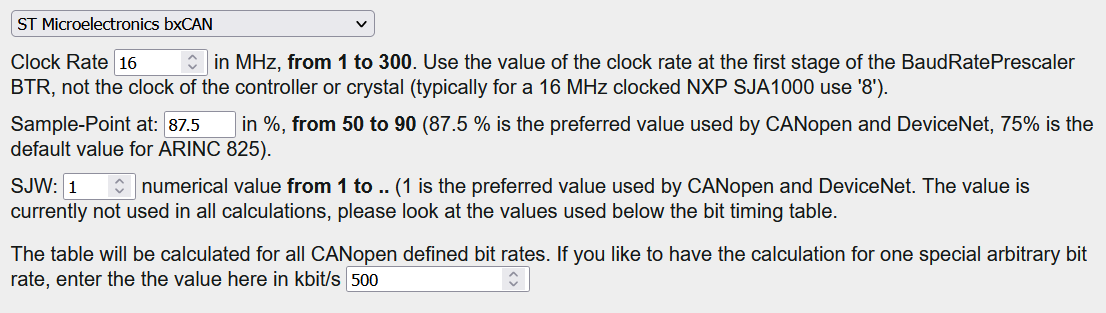 ST Microelectronics bxCAN
Clock Rate 16 in MHz, from 1 to 300. Use the value of the clock rate at the first stage of the BaudRatePrescaler
BTR, not the clock of the controller or crystal (typically for a 16 MHz clocked NXP SJA1000 use '8').
Sample-Point at: 87.5 in %, from 50 to 90 (87.5 % is the preferred value used by CANopen and DeviceNet, 75% is the
default value for ARINC 825).
SJW: 1 numerical value from 1 to .. (1 is the preferred value used by CANopen and DeviceNet. The value is
currently not used in all calculations, please look at the values used below the bit timing table.
The table will be calculated for all CANopen defined bit rates. If you like to have the calculation for one special arbitrary bit
rate, enter the the value here in kbit/s 500